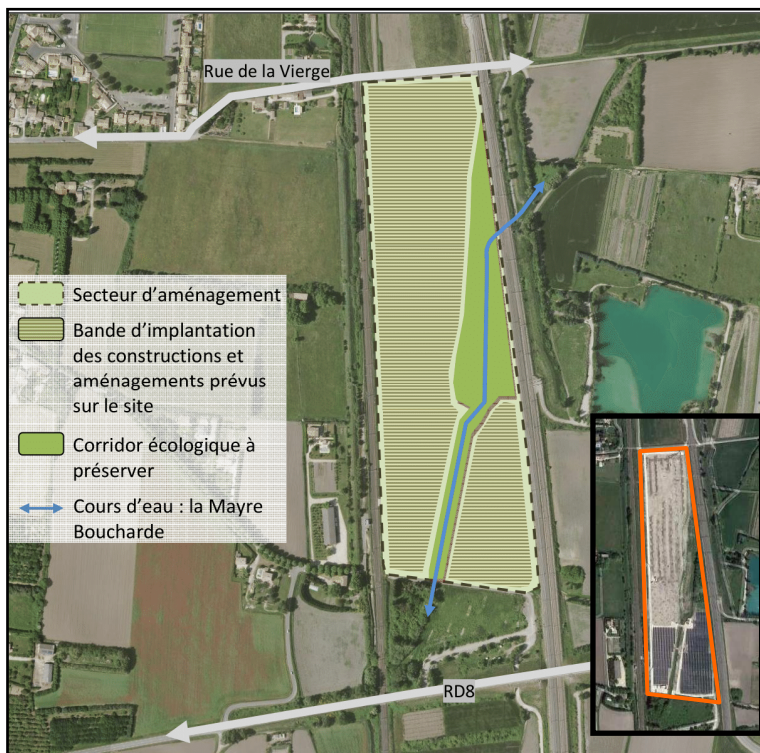 Rue de la Vierge
Secteur d'aménagement
Bande d'implantation
des constructions et
aménagements prévus
sur le site
Corridor écologique à
préserver
Cours d'eau : la Mayre
Boucharde
RD8